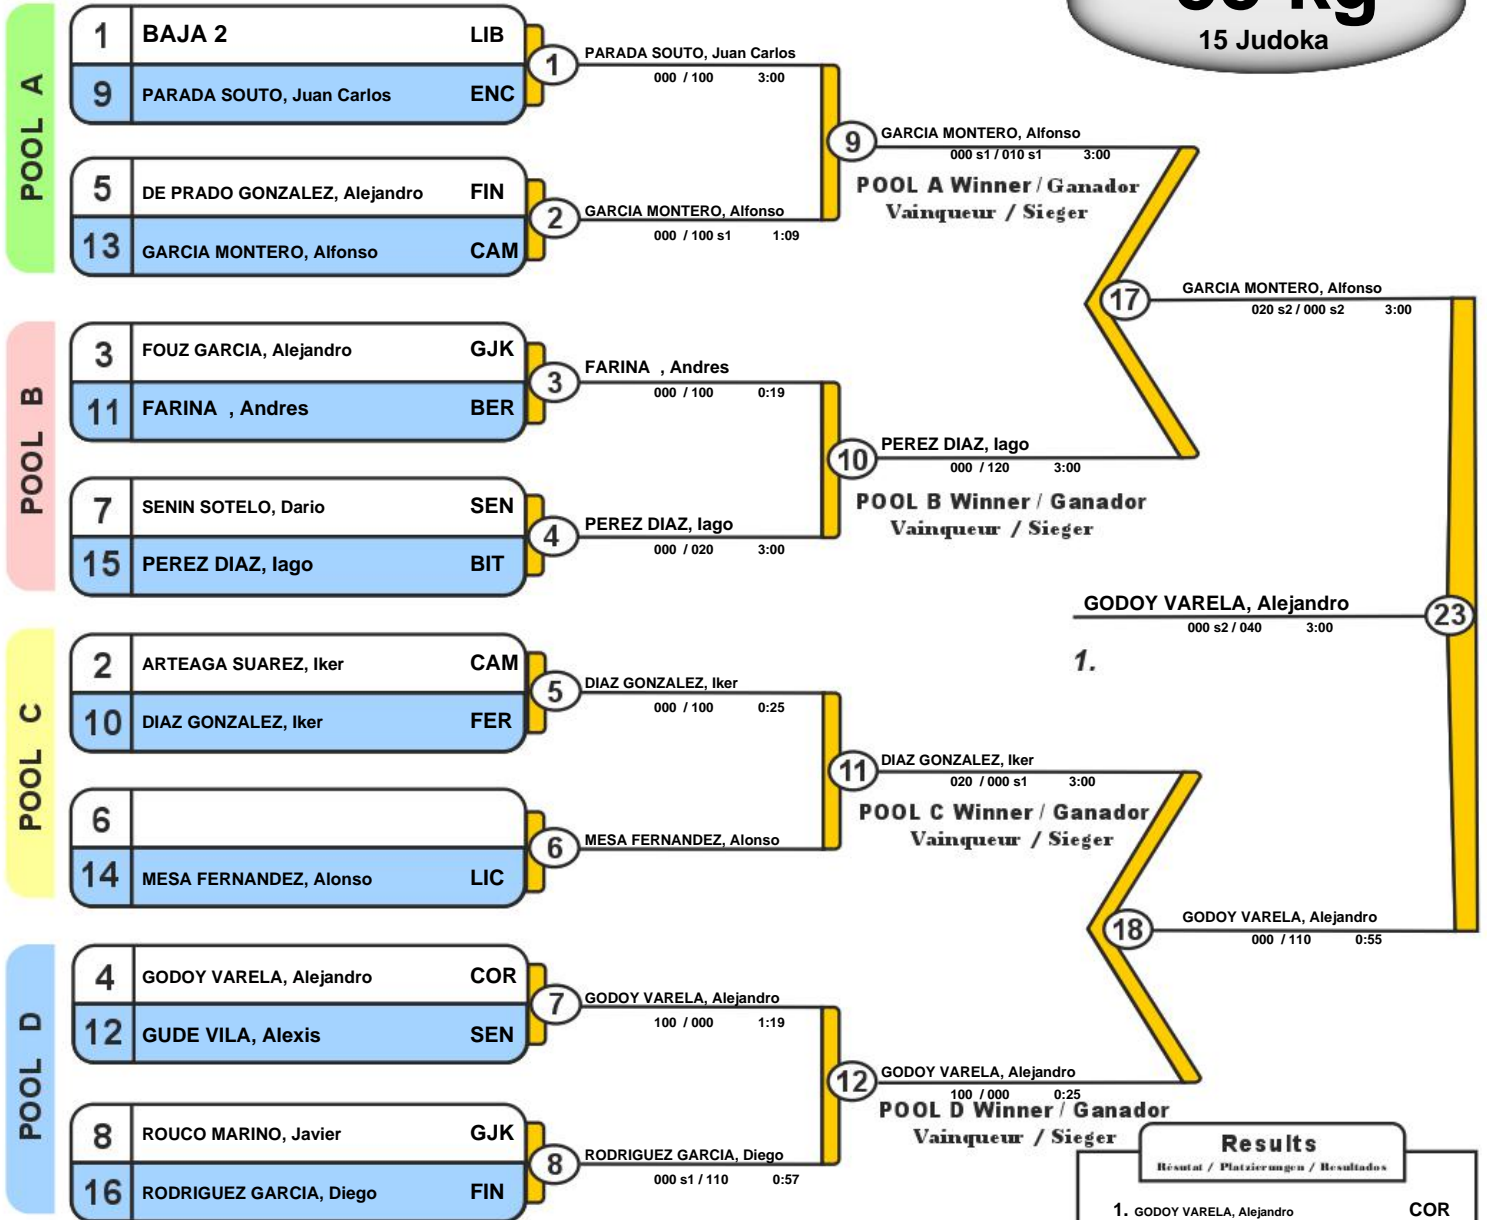 15 Judoka
POOL A
1 BAJA 2 LIB
9 PARADA SOUTO, Juan Carlos ENC
1
PARADA SOUTO, Juan Carlos
000 / 100 3:00
5 DE PRADO GONZALEZ, Alejandro FIN
13 GARCIA MONTERO, Alfonso CAM
2
GARCIA MONTERO, Alfonso
000 / 100 s1 1:09
9
GARCIA MONTERO, Alfonso
000 s1 / 010 s1 3:00
POOL A Winner / Ganador
Vainqueur / Sieger
POOL B
3 FOUZ GARCIA, Alejandro GJK
11 FARINA , Andres BER
3
FARINA , Andres
000 / 100 0:19
7 SENIN SOTELO, Dario SEN
15 PEREZ DIAZ, Iago BIT
4
PEREZ DIAZ, Iago
000 / 020 3:00
10
PEREZ DIAZ, Iago
000 / 120 3:00
POOL B Winner / Ganador
Vainqueur / Sieger
17
GARCIA MONTERO, Alfonso
020 s2 / 000 s2 3:00
GODOY VARELA, Alejandro
23
000 s2 / 040 3:00
1.
POOL C
2 ARTEAGA SUAREZ, Iker CAM
10 DIAZ GONZALEZ, Iker FER
5
DIAZ GONZALEZ, Iker
000 / 100 0:25
6
14 MESA FERNANDEZ, Alonso LIC
6
MESA FERNANDEZ, Alonso
11
DIAZ GONZALEZ, Iker
020 / 000 s1 3:00
POOL C Winner / Ganador
Vainqueur / Sieger
18
GODOY VARELA, Alejandro
000 / 110 0:55
POOL D
4 GODOY VARELA, Alejandro COR
12 GUDE VILA, Alexis SEN
7
GODOY VARELA, Alejandro
100 / 000 1:19
8 ROUCO MARINO, Javier GJK
16 RODRIGUEZ GARCIA, Diego FIN
8
RODRIGUEZ GARCIA, Diego
000 s1 / 110 0:57
12
GODOY VARELA, Alejandro
100 / 000 0:25
POOL D Winner / Ganador
Vainqueur / Sieger
Results
Résutat / Platzierungen / Resultados
1. GODOY VARELA, Alejandro COR